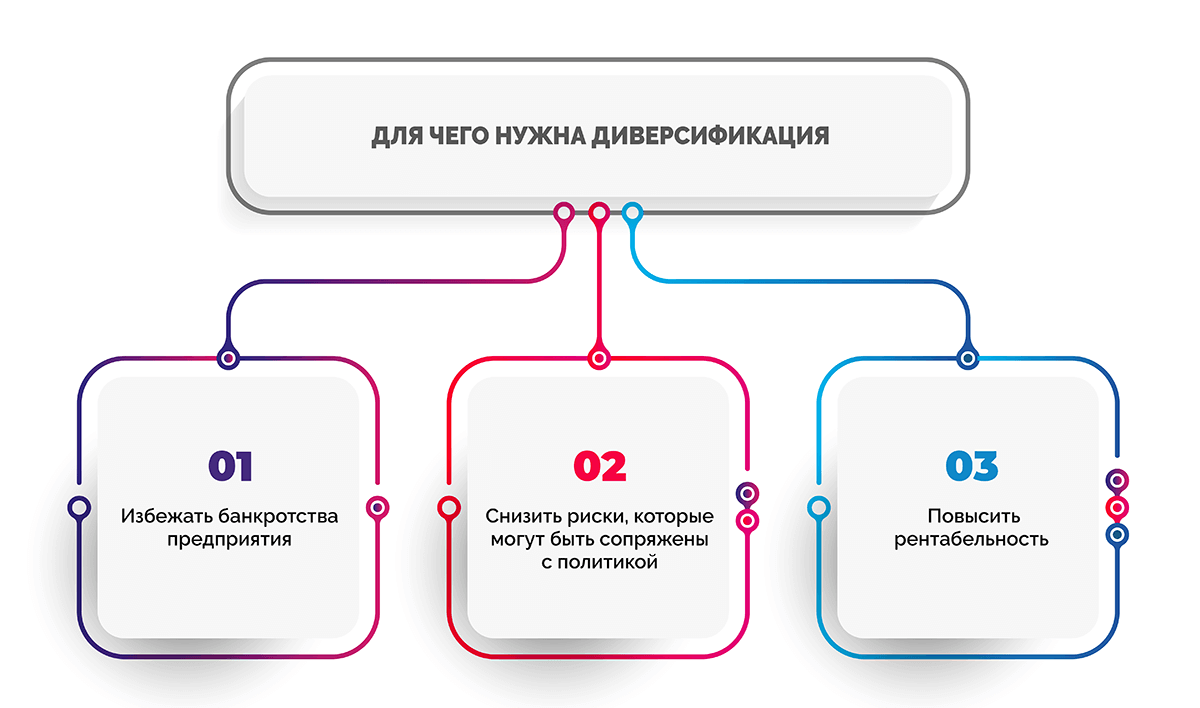 ДЛЯ ЧЕГО НУЖНА ДИВЕРСИФИКАЦИЯ
01
Избежать банкротства
предприятия
02
Снизить риски, которые
могут быть сопряжены
с политикой
03
Повысить
рентабельность